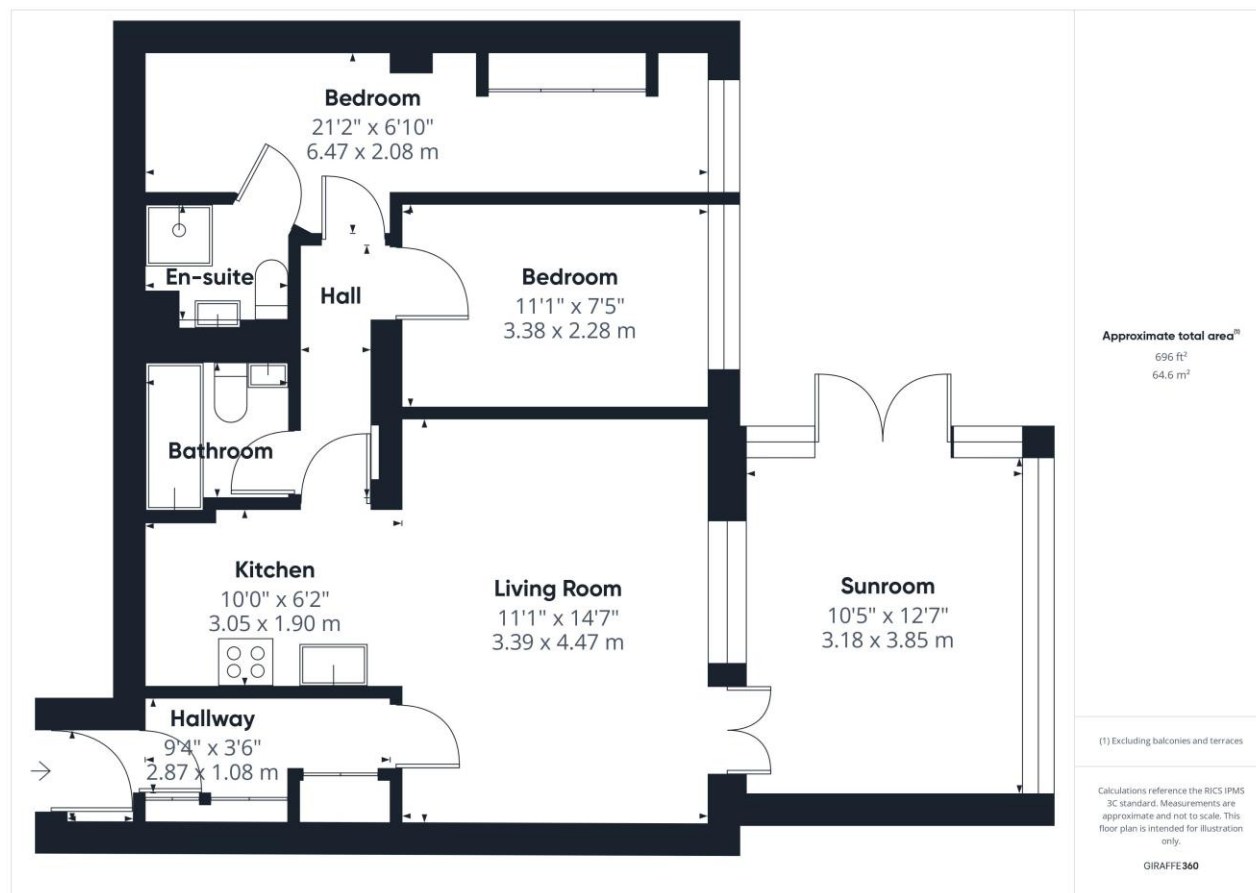 Bedroom
21'2" x 6'10"
6.47 x 2.08 m
En-suite
Hall
Bedroom
11'1" x 7'5"
3.38 x 2.28 m
Bathroom
Kitchen
10'0" x 6'2"
3.05 x 1.90 m
Living Room
11'1" x 14'7"
3.39 x 4.47 m
Sunroom
10'5" x 12'7"
3.18 x 3.85 m
Hallway
9'4" x 3'6"
2.87 x 1.08 m
Approximate total area⁽¹⁾
696 ft²
64.6 m²
(1) Excluding balconies and terraces
Calculations reference the RICS IPMS
3C standard. Measurements are
approximate and not to scale. This
floor plan is intended for illustration
only.
GIRAFFE360